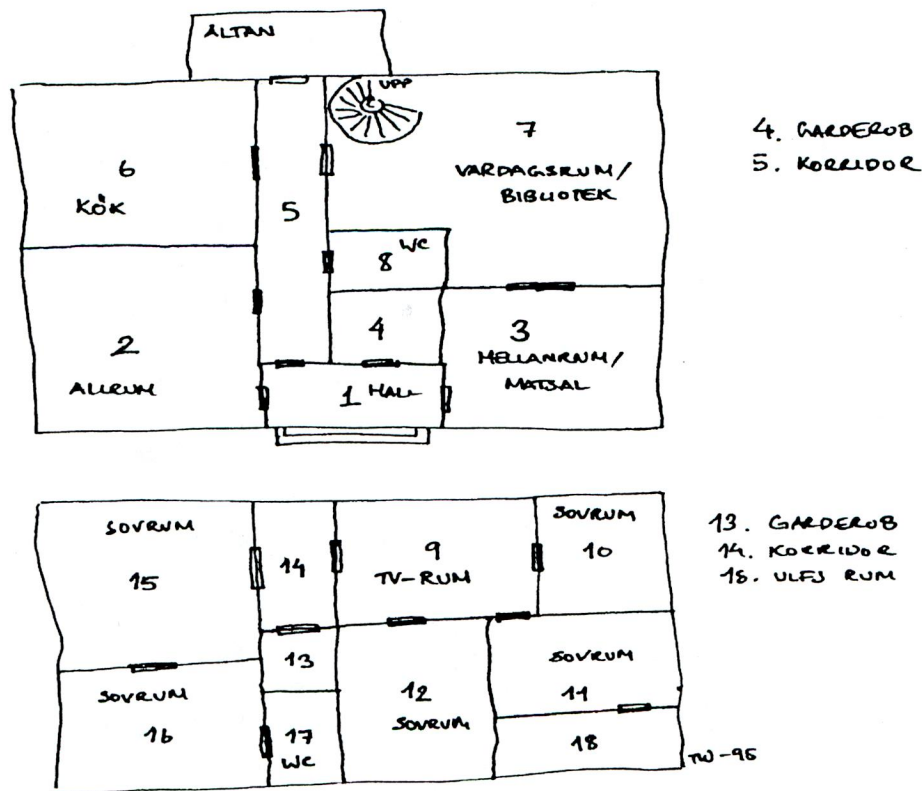 ALTAN
UPP
7
VARDAGSRUM/
BIBLIOTEK
4. GARDEROB
5. KORRIDOR
6
KÖK
5
WC
8
4
3
MELLANRUM/
MATSAL
2
ALLRUM
1 HALL
SOVRUM
15
14
9
TV-RUM
SOVRUM
10
13. GARDEROB
14. KORRIDOR
18. ULFS RUM
13
SOVRUM
11
SOVRUM
16
12
SOVRUM
17
WC
18